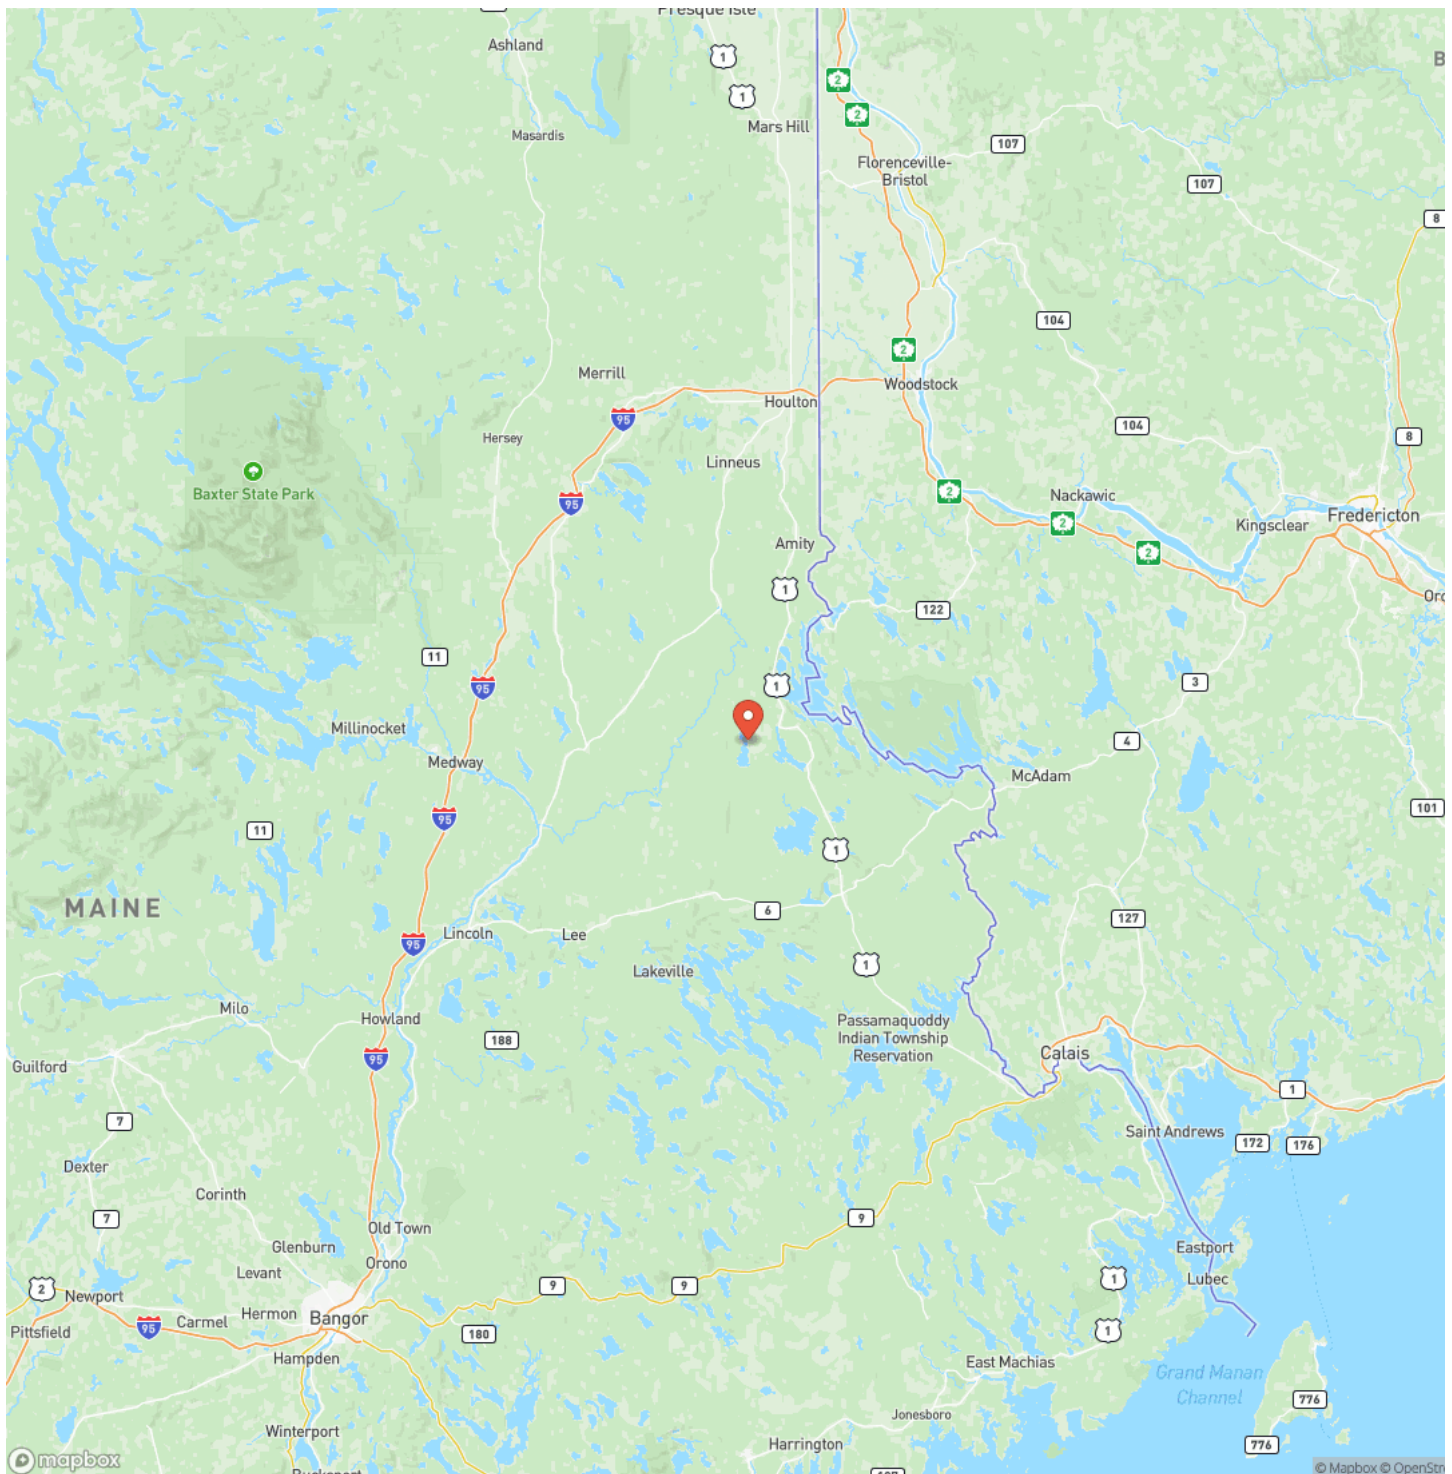 Presque Isle
Ashland
1
2
B
1
2
Mars Hill
Masardis
107
Florenceville-
Bristol
107
8
104
2
Merrill
Woodstock
Houlton
95
104
8
Hersey
Linneus
Baxter State Park
95
2
Nackawic
2
Fredericton
Kingsclear
2
Amity
1
Oro
122
11
95
1
3
Millinocket
4
Medway
McAdam
95
101
11
1
MAINE
6
127
Lincoln
Lee
95
Lakeville
1
Milo
Howland
Passamaquoddy
Indian Township
Reservation
188
95
Calais
Guilford
1
7
Saint Andrews
172
176
Dexter
Corinth
7
9
Old Town
Glenburn
Eastport
Orono
Levant
1
Lubec
2
9
9
Newport
Hermon
Carmel
Bangor
95
1
Pittsfield
180
Hampden
East Machias
Grand Manan
Channel
776
Jonesboro
Winterport
Harrington
776
mapbox
© Mapbox © OpenStre